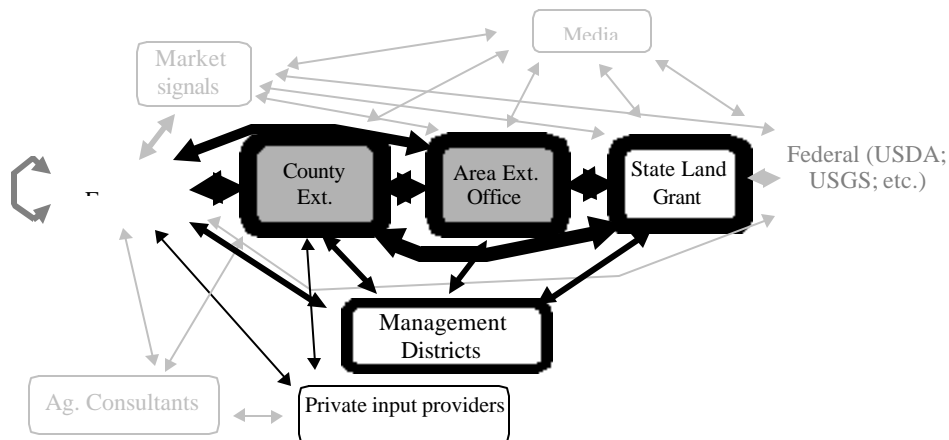 Media
Market
signals
County
Ext.
Area Ext.
Office
State Land
Grant
Federal (USDA;
USGS; etc.)
Management
Districts
Ag. Consultants
Private input providers